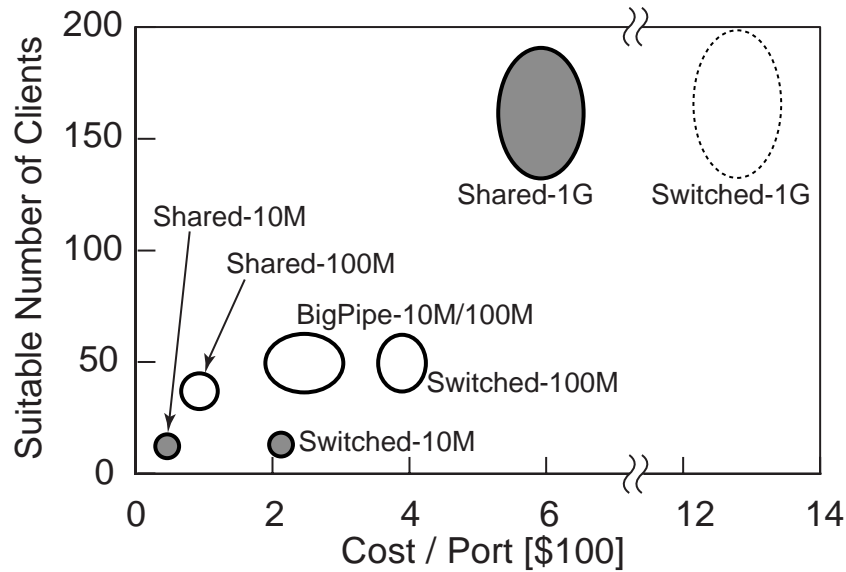 200
150
100
50
0
Suitable Number of Clients
Shared-1G
Switched-1G
Shared-10M
Shared-100M
BigPipe-10M/100M
Switched-100M
Switched-10M
0 2 4 6 12 14
Cost / Port [$100]